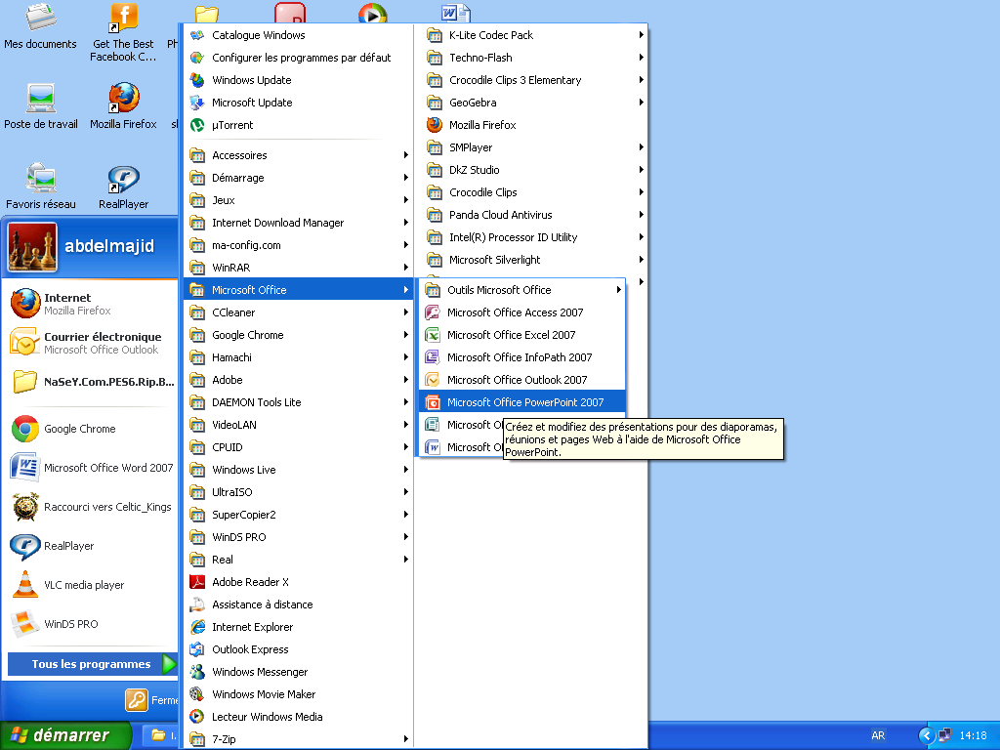 Mes documents
Get The Best
Facebook C...
Poste de travail
Mozilla Firefox
Favoris réseau
RealPlayer
abdelmajid
Internet
Mozilla Firefox
Courrier électronique
Microsoft Office Outlook
NaSeY.Com.PES6.Rip.B...
Google Chrome
Microsoft Office Word 2007
Raccourci vers Celtic_Kings
RealPlayer
VLC media player
WinDS PRO
Tous les programmes
Ferme
démarrer
Catalogue Windows
Configurer les programmes par défaut
Windows Update
Microsoft Update
µTorrent
Accessoires
Démarrage
Jeux
Internet Download Manager
ma-config.com
WinRAR
Microsoft Office
CCleaner
Google Chrome
Hamachi
Adobe
DAEMON Tools Lite
VideoLAN
CPUID
Windows Live
UltraISO
SuperCopier2
WinDS PRO
Real
Adobe Reader X
Assistance à distance
Internet Explorer
Outlook Express
Windows Messenger
Windows Movie Maker
Lecteur Windows Media
7-Zip
K-Lite Codec Pack
Techno-Flash
Crocodile Clips 3 Elementary
GeoGebra
Mozilla Firefox
SMPlayer
DkZ Studio
Crocodile Clips
Panda Cloud Antivirus
Intel(R) Processor ID Utility
Microsoft Silverlight
Outils Microsoft Office
Microsoft Office Access 2007
Microsoft Office Excel 2007
Microsoft Office InfoPath 2007
Microsoft Office Outlook 2007
Microsoft Office PowerPoint 2007
Microsoft
Microsoft
Créez et modifiez des présentations pour des diaporamas,
réunions et pages Web à l'aide de Microsoft Office
PowerPoint.
AR
14:18